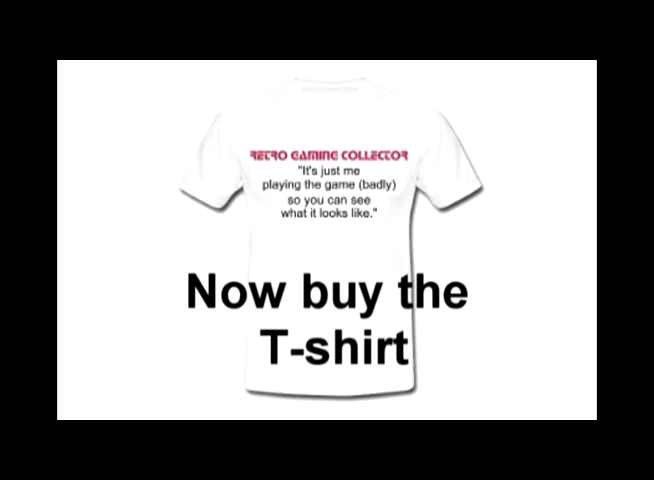 RETRO GAMING COLLECTOR
"It's just me
playing the game (badly)
so you can see
what it looks like."
Now buy the
T-shirt